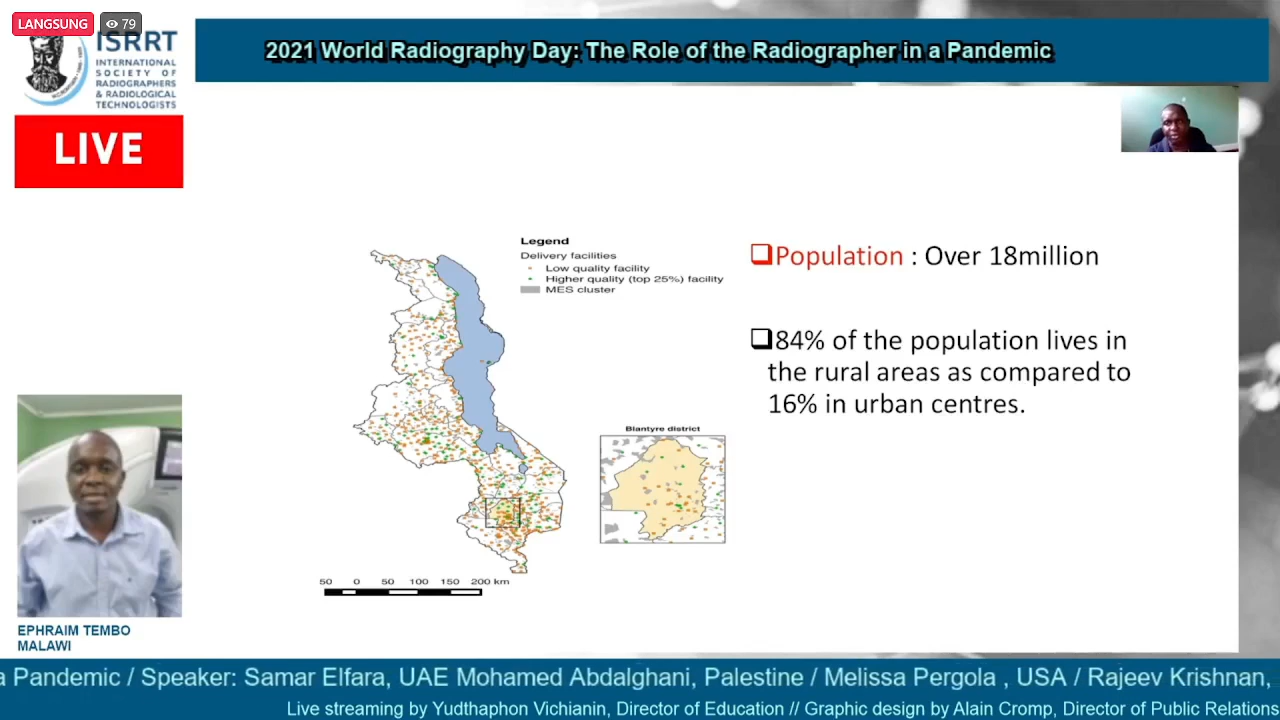 LANGSUNG 79
ISRRT
INTERNATIONAL
SOCIETY OF
RADIOGRAPHERS
& RADIOLOGICAL
TECHNOLOGISTS
2021 World Radiography Day: The Role of the Radiographer in a Pandemic
LIVE
Legend
Delivery facilities
Low quality facility
Higher quality (top 25%) facility
MES cluster
Population : Over 18million
84% of the population lives in
the rural areas as compared to
16% in urban centres.
Blantyre district
50 0 50 100 150 200 km
EPHRAIM TEMBO
MALAWI
a Pandemic / Speaker: Samar Elfara, UAE Mohamed Abdalghani, Palestine / Melissa Pergola , USA / Rajeev Krishnan,
Live streaming by Yudthaphon Vichianin, Director of Education // Graphic design by Alain Cromp, Director of Public Relations